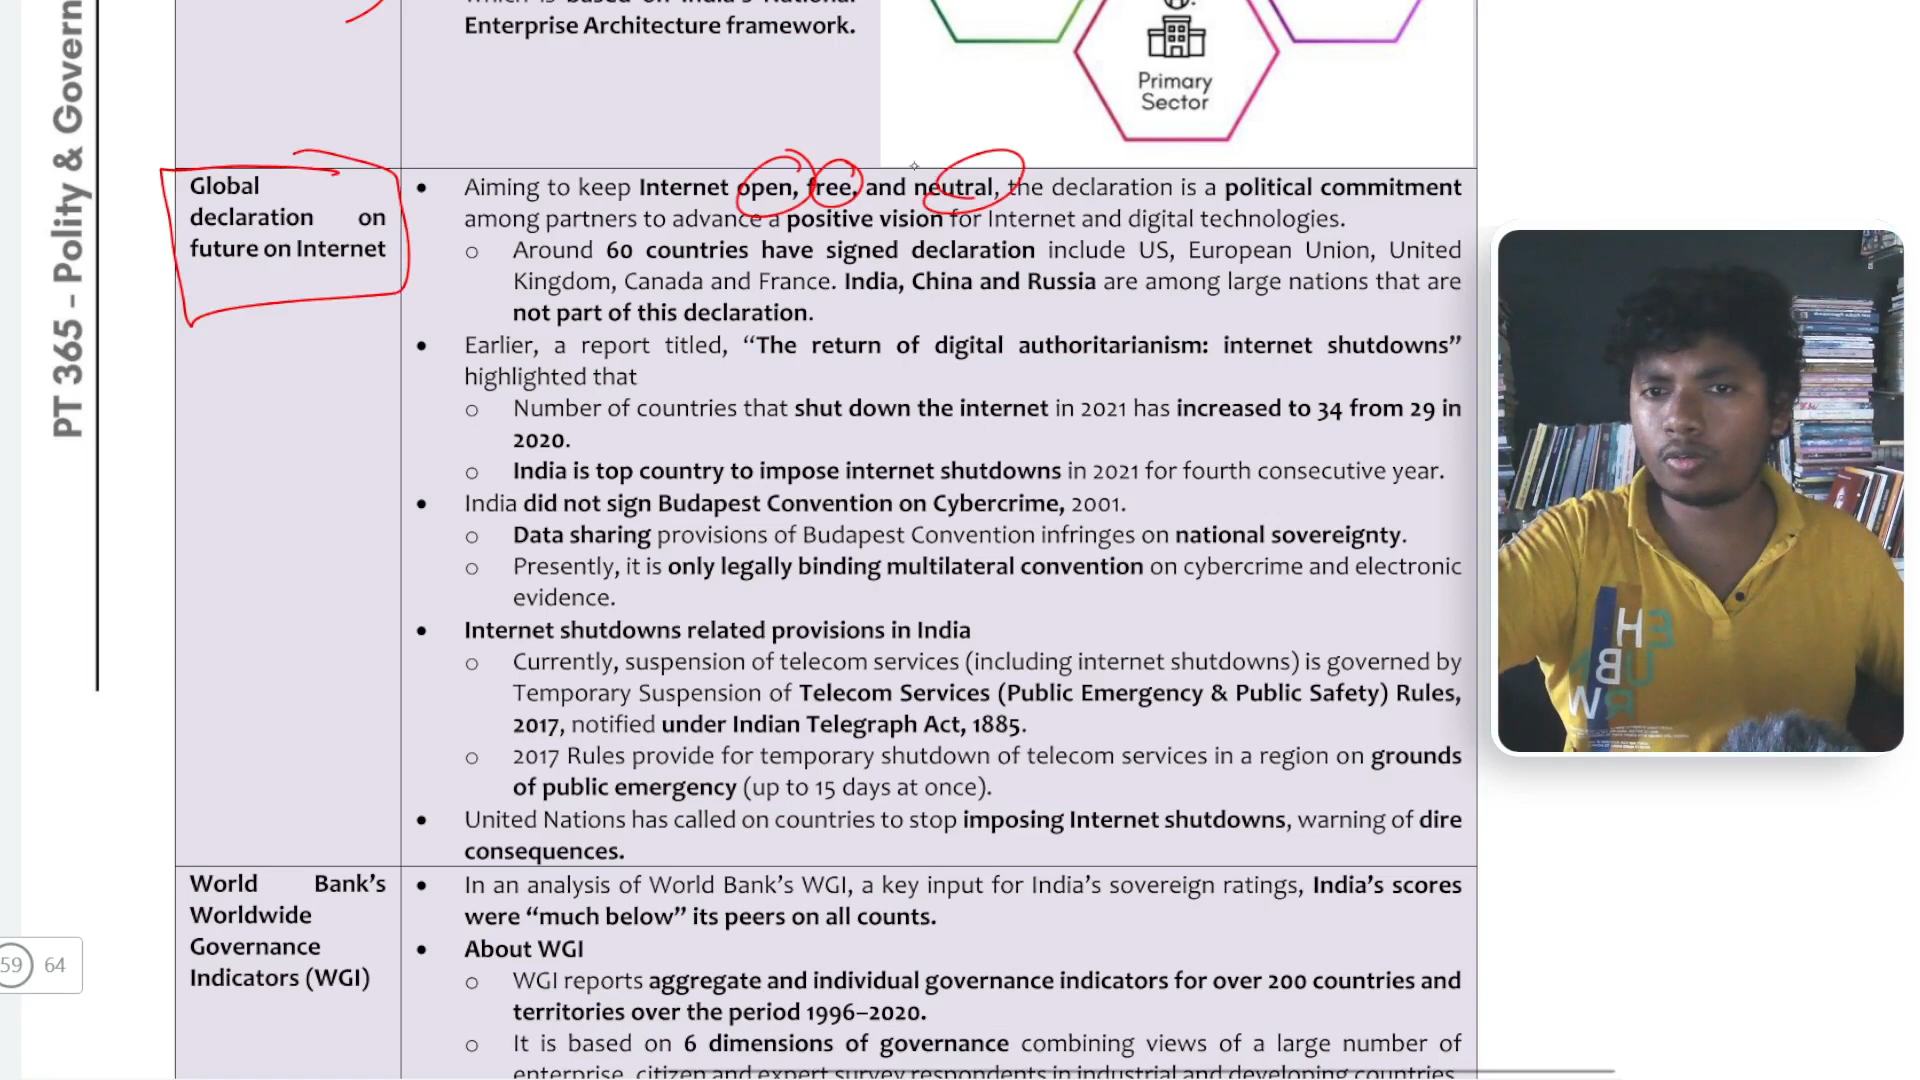 PT 365 - Polity & Govern
Enterprise Architecture framework.
Primary
Sector
Global
declaration on
future on Internet
• Aiming to keep Internet open, free, and neutral, the declaration is a political commitment
among partners to advance a positive vision for Internet and digital technologies.
o Around 60 countries have signed declaration include US, European Union, United
Kingdom, Canada and France. India, China and Russia are among large nations that are
not part of this declaration.
• Earlier, a report titled, “The return of digital authoritarianism: internet shutdowns”
highlighted that
o Number of countries that shut down the internet in 2021 has increased to 34 from 29 in
2020.
o India is top country to impose internet shutdowns in 2021 for fourth consecutive year.
• India did not sign Budapest Convention on Cybercrime, 2001.
o Data sharing provisions of Budapest Convention infringes on national sovereignty.
o Presently, it is only legally binding multilateral convention on cybercrime and electronic
evidence.
• Internet shutdowns related provisions in India
o Currently, suspension of telecom services (including internet shutdowns) is governed by
Temporary Suspension of Telecom Services (Public Emergency & Public Safety) Rules,
2017, notified under Indian Telegraph Act, 1885.
o 2017 Rules provide for temporary shutdown of telecom services in a region on grounds
of public emergency (up to 15 days at once).
• United Nations has called on countries to stop imposing Internet shutdowns, warning of dire
consequences.
World Bank’s
Worldwide
Governance
Indicators (WGI)
• In an analysis of World Bank’s WGI, a key input for India’s sovereign ratings, India’s scores
were “much below” its peers on all counts.
• About WGI
o WGI reports aggregate and individual governance indicators for over 200 countries and
territories over the period 1996–2020.
o It is based on 6 dimensions of governance combining views of a large number of
enterprise, citizen and expert survey respondents in industrial and developing countries.
59 64